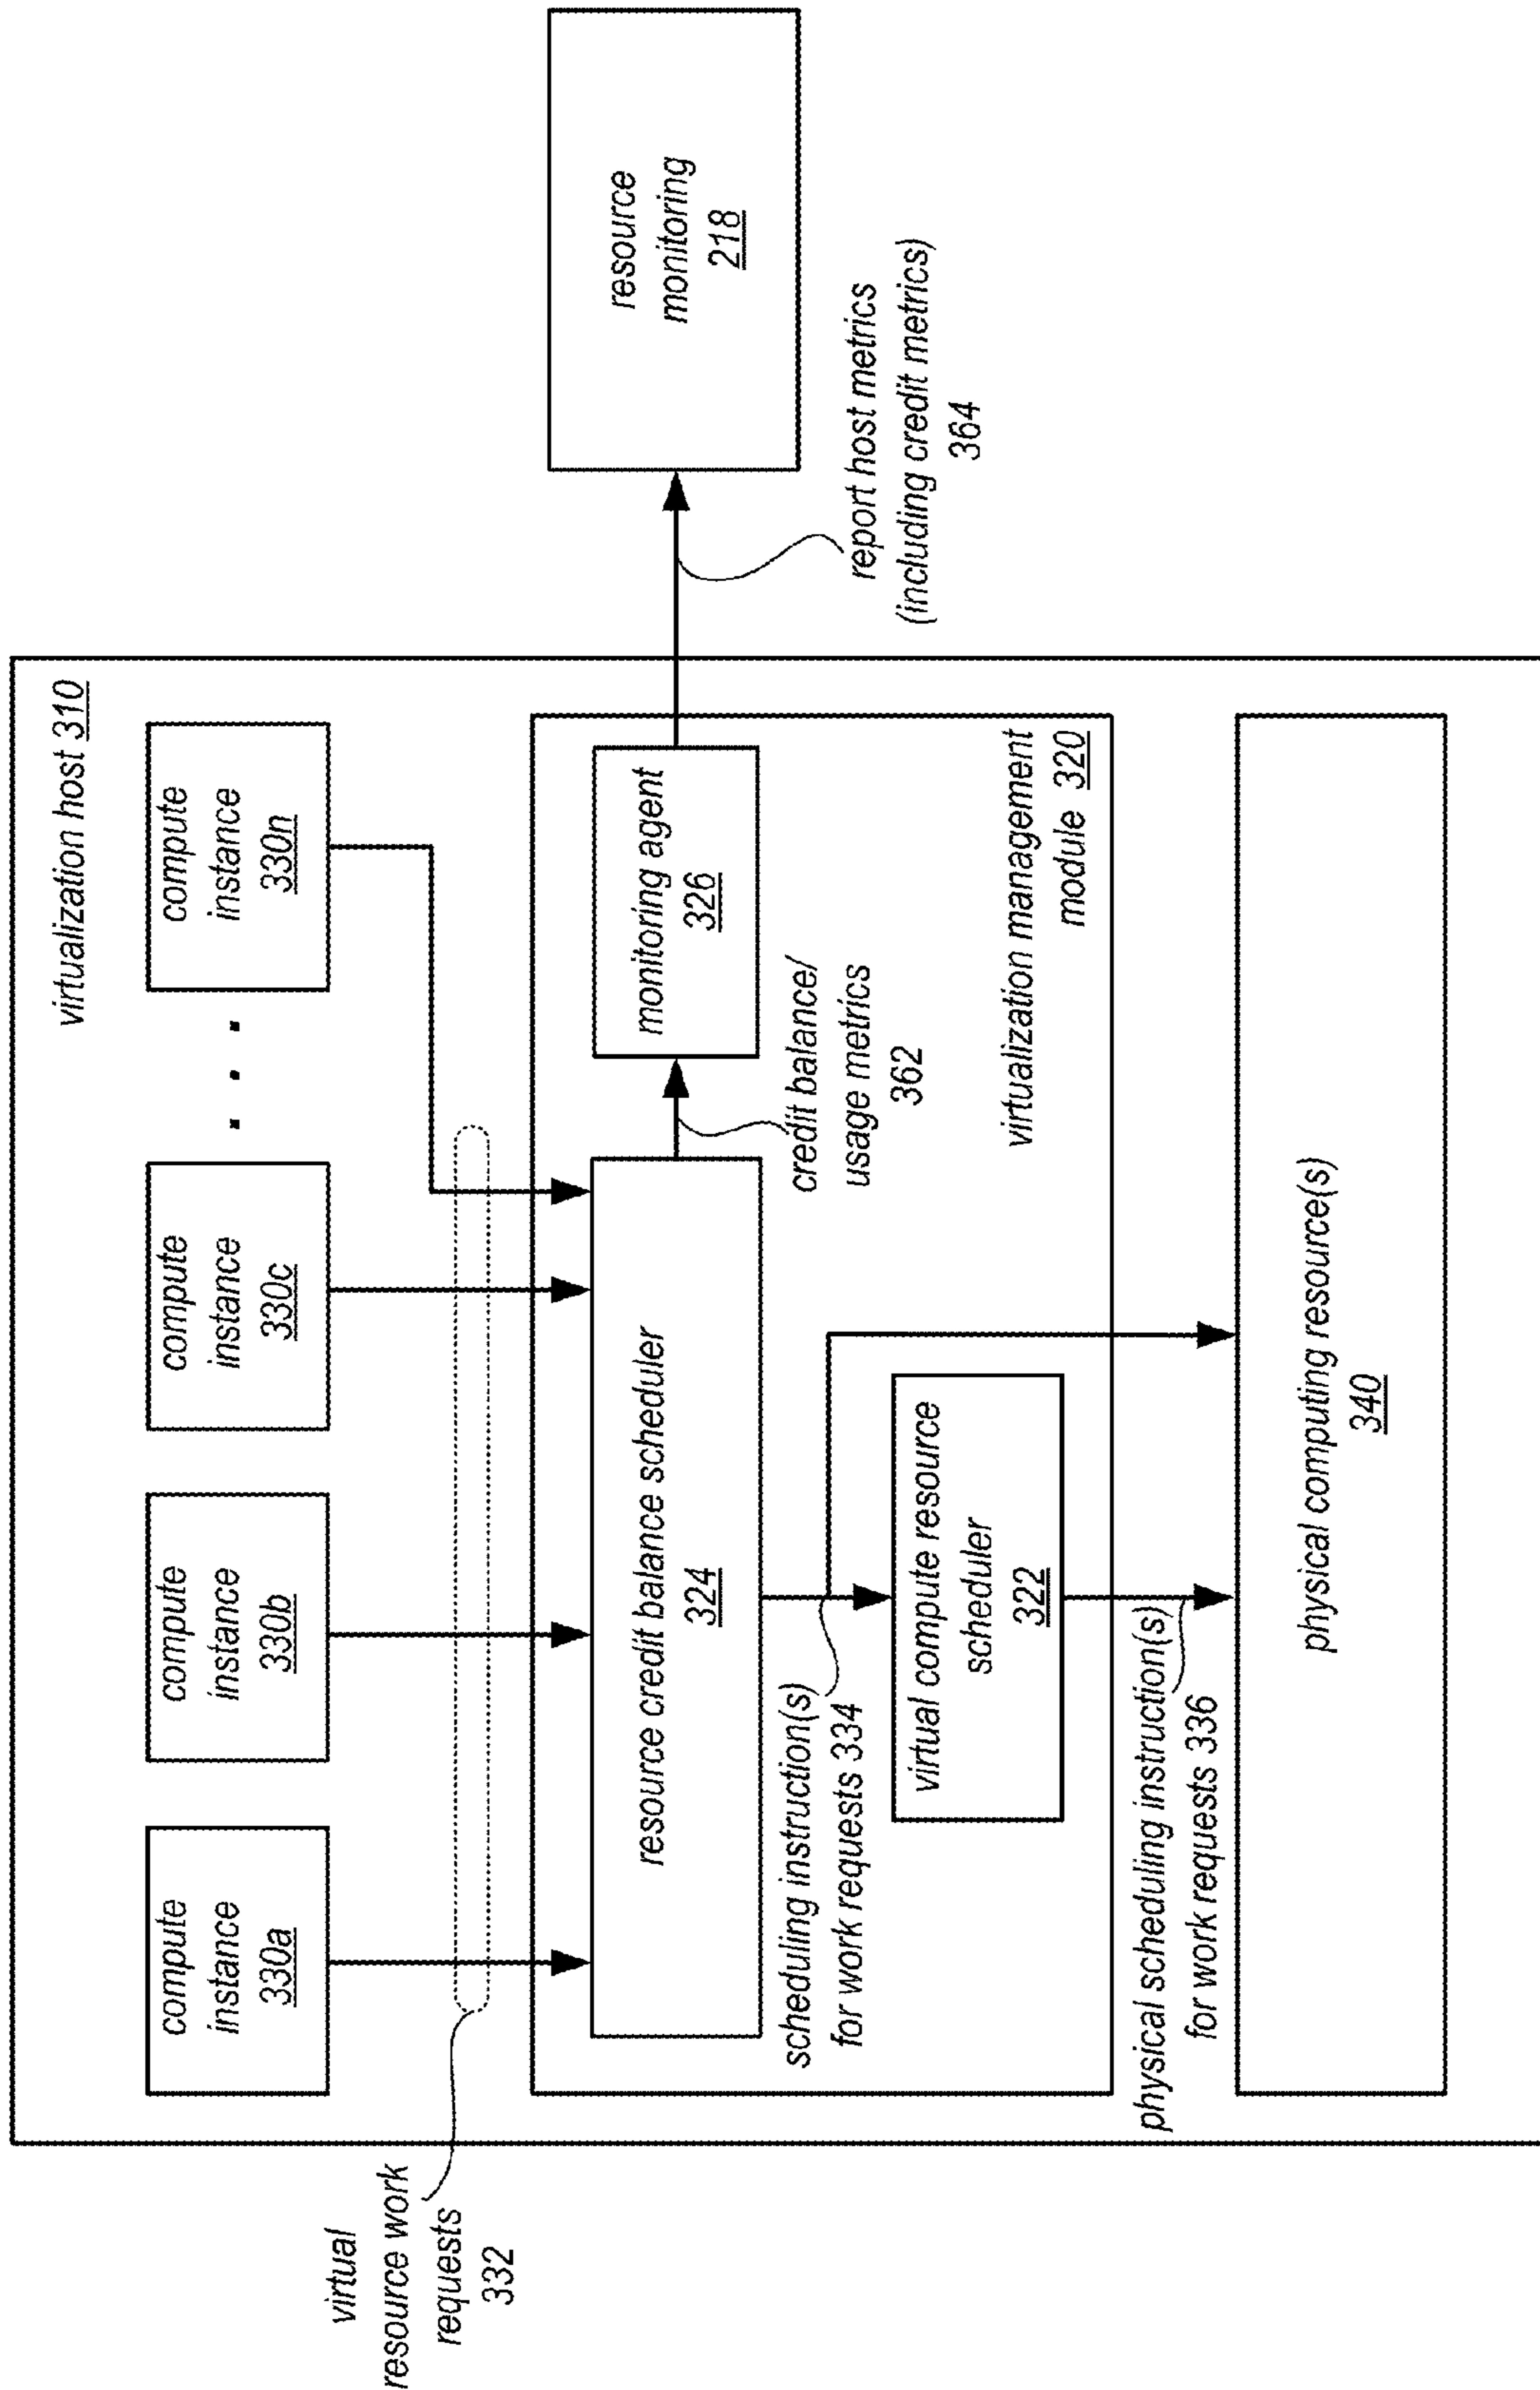 virtualization host 310
compute
instance
330a
compute
instance
330b
compute
instance
330c
. . .
compute
instance
330n
virtual
resource work
requests
332
resource credit balance scheduler
324
monitoring agent
326
resource
monitoring
218
credit balance/
usage metrics
362
report host metrics
(including credit metrics)
364
scheduling instruction(s)
for work requests 334
virtual compute resource
scheduler
322
virtualization management
module 320
physical scheduling instruction(s)
for work requests 336
physical computing resource(s)
340